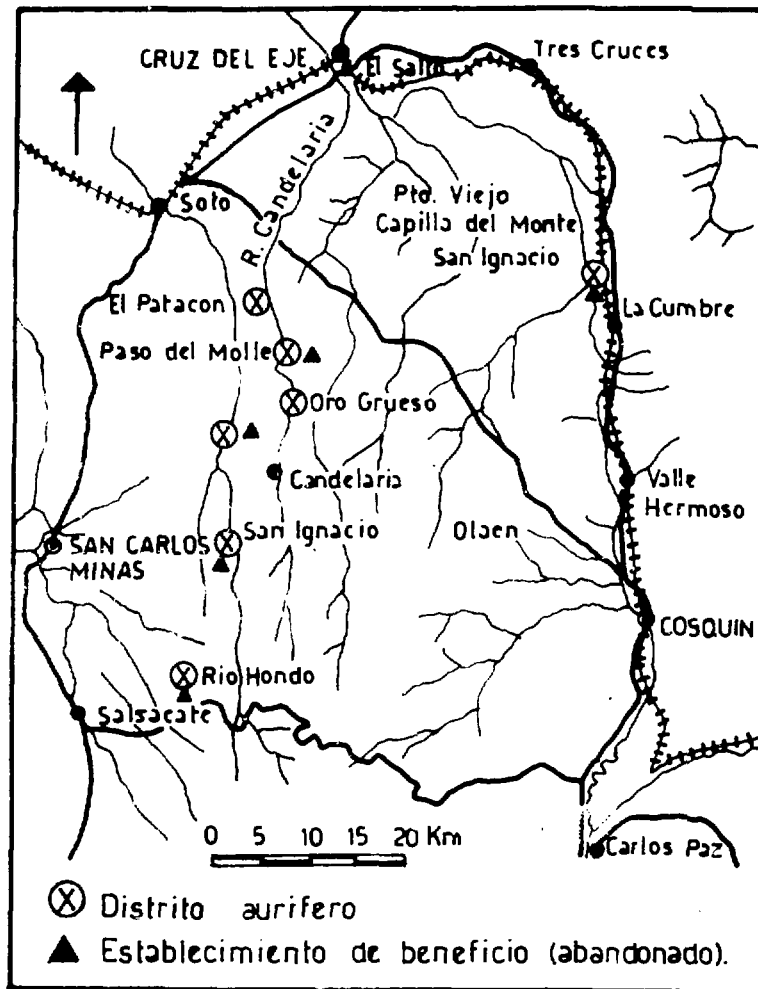 CRUZ DEL EJE
El Salto
Tres Cruces
R. Candelaria
Soto
Pto. Viejo
Capilla del Monte
San Ignacio
El Patacon
La Cumbre
Paso del Molle
Oro Grueso
Candelaria
Valle
Hermoso
San Ignacio
Olaen
SAN CARLOS
MINAS
COSQUIN
Rio Hondo
Salsacate
0 5 10 15 20 Km
Carlos Paz
Distrito aurifero
Establecimiento de beneficio (abandonado).